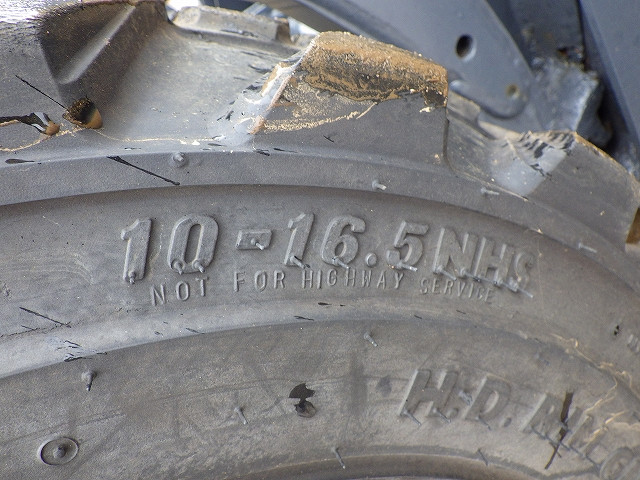 10-16.5NHS
NOT FOR HIGHWAY SERVICE
H.D.